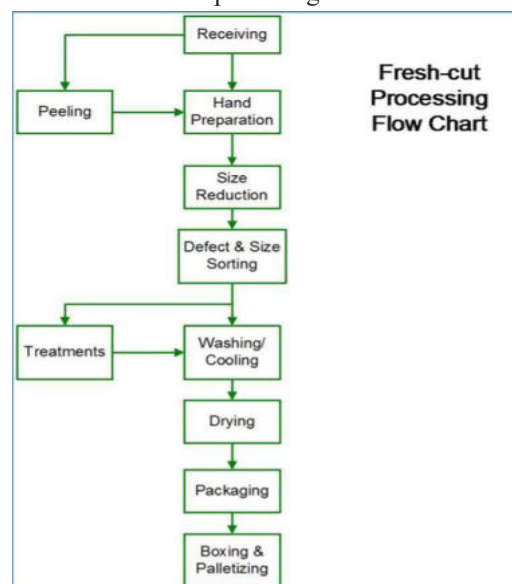 Receiving
Fresh-cut
Processing
Flow Chart
Peeling
Hand
Preparation
Size
Reduction
Defect & Size
Sorting
Treatments
Washing/
Cooling
Drying
Packaging
Boxing &
Palletizing